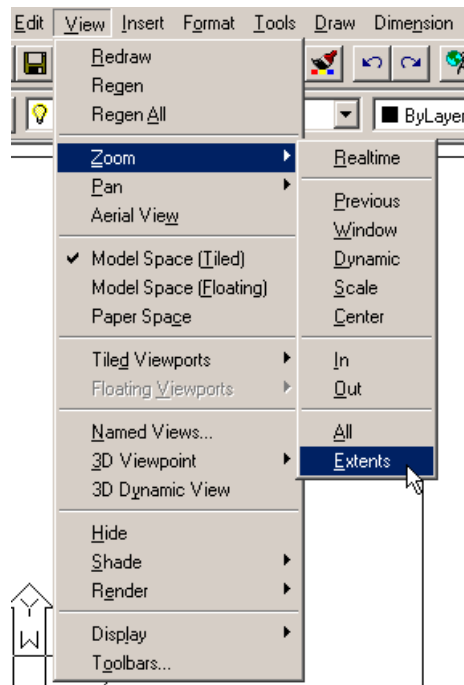 Edit View Insert Format Tools Draw Dimension
Redraw
Regen
Regen All
ByLayer
Zoom
Pan
Aerial View
Model Space (Tiled)
Model Space (Floating)
Paper Space
Tiled Viewports
Floating Viewports
Named Views...
3D Viewpoint
3D Dynamic View
Hide
Shade
Render
Display
Toolbars...
Realtime
Previous
Window
Dynamic
Scale
Center
In
Out
All
Extents
Y
W